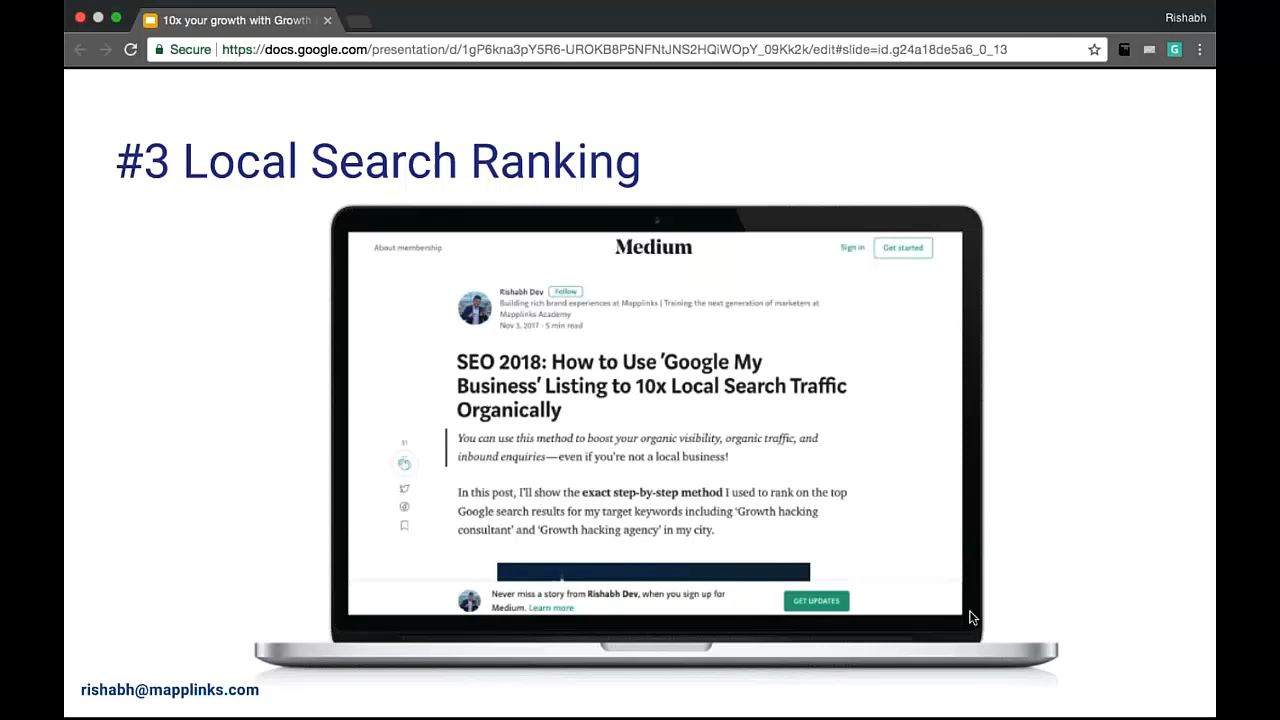 10x your growth with Growth
Rishabh
Secure
https://docs.google.com/presentation/d/1gP6kna3pY5R6-UROKB8P5NFNtJNS2HQiWOpY_09Kk2k/edit#slide=id.g24a18de5a6_0_13
G
#3 Local Search Ranking
About membership
Medium
Sign in
Get started
Rishabh Dev
Follow
Building rich brand experiences at Mapplinks | Training the next generation of marketers at
Mapplinks Academy
Nov 3, 2017 · 5 min read
SEO 2018: How to Use 'Google My
Business' Listing to 10x Local Search Traffic
Organically
You can use this method to boost your organic visibility, organic traffic, and
inbound enquiries—even if you're not a local business!
In this post, I'll show the exact step-by-step method I used to rank on the top
Google search results for my target keywords including 'Growth hacking
consultant' and 'Growth hacking agency' in my city.
Never miss a story from Rishabh Dev, when you sign up for
Medium. Learn more
GET UPDATES
rishabh@mapplinks.com